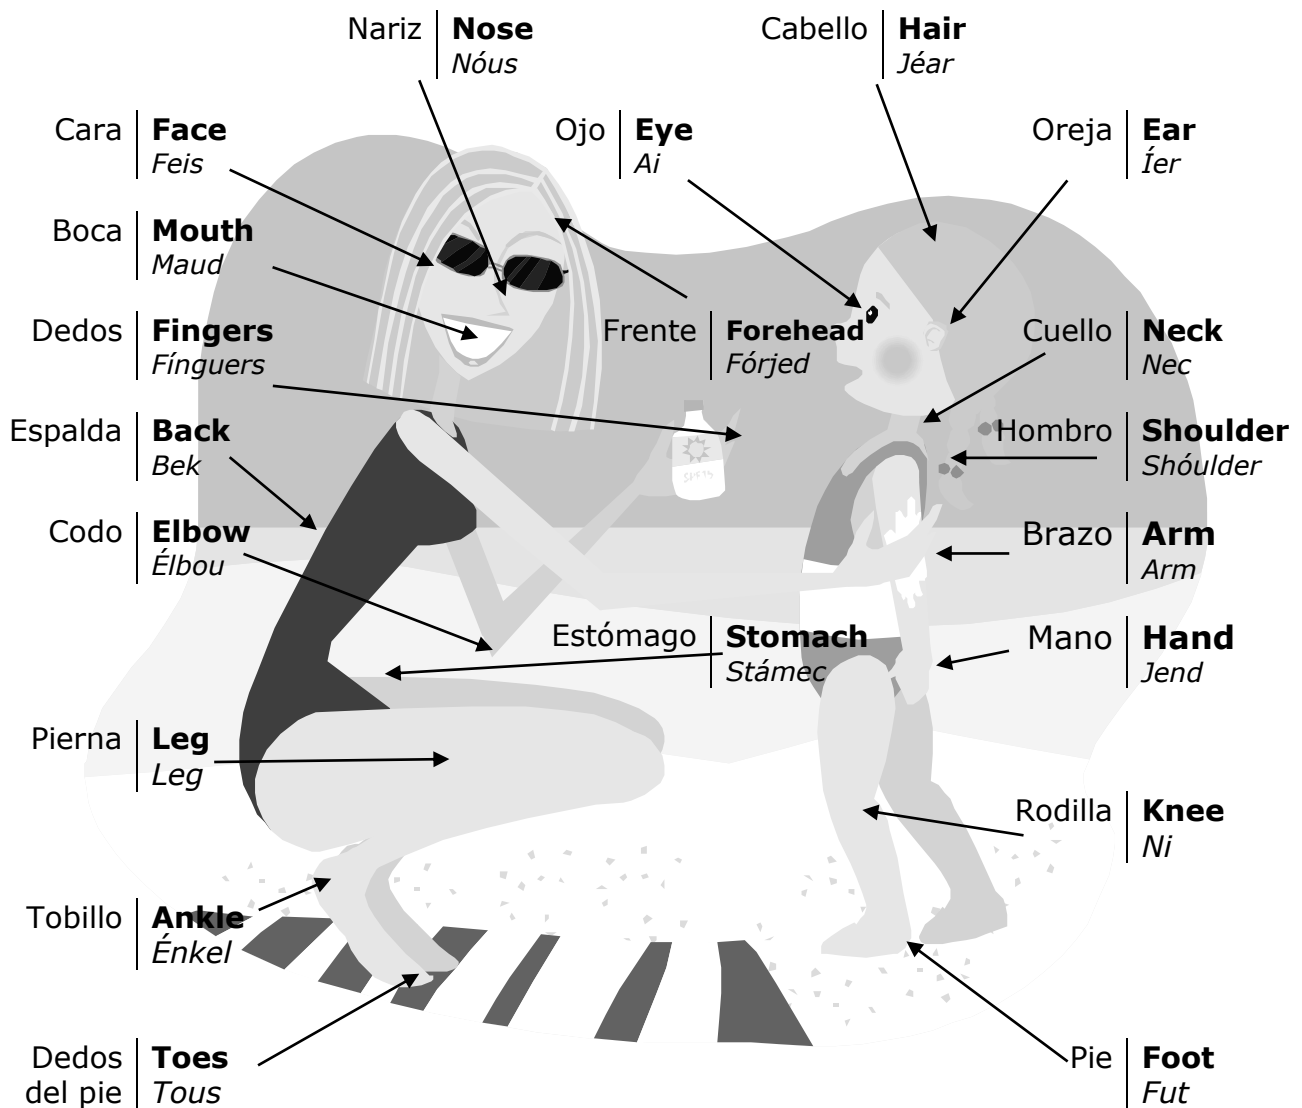 Nariz Nose
Nóus
Cabello Hair
Jéar
Cara Face
Feis
Ojo Eye
Ai
Oreja Ear
Íer
Boca Mouth
Maud
Dedos Fingers
Fínguers
Frente Forehead
Fórjed
Cuello Neck
Nec
Espalda Back
Bek
Hombro Shoulder
Shóulder
Codo Elbow
Élbou
Brazo Arm
Arm
Estómago Stomach
Stámec
Mano Hand
Jend
Pierna Leg
Leg
Rodilla Knee
Ni
Tobillo Ankle
Énkel
Dedos Toes
del pie Tous
Pie Foot
Fut